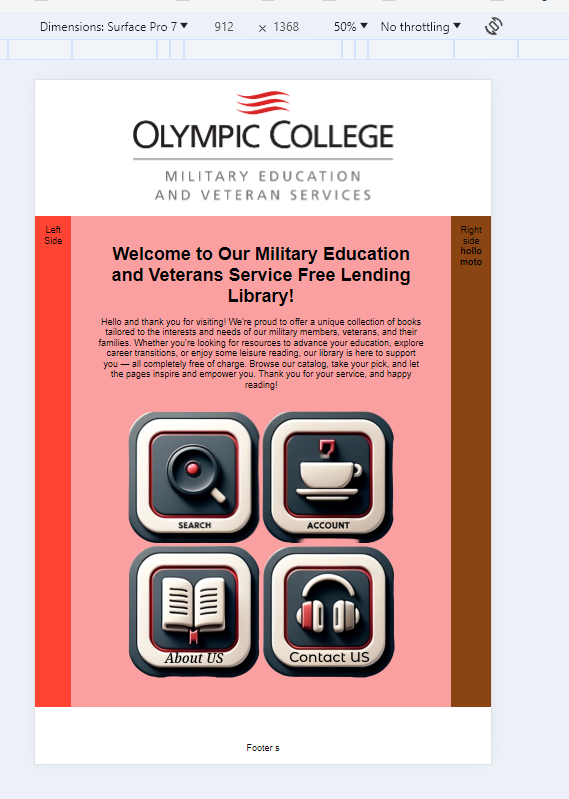 Dimensions: Surface Pro 7 912 × 1368 50% No throttling
OLYMPIC COLLEGE
MILITARY EDUCATION
AND VETERAN SERVICES
Left
Side
Welcome to Our Military Education
and Veterans Service Free Lending
Library!
Hello and thank you for visiting! We're proud to offer a unique collection of books
tailored to the interests and needs of our military members, veterans, and their
families. Whether you're looking for resources to advance your education, explore
career transitions, or enjoy some leisure reading, our library is here to support
you — all completely free of charge. Browse our catalog, take your pick, and let
the pages inspire and empower you. Thank you for your service, and happy
reading!
SEARCH
ACCOUNT
About US
Contact US
Right
side
hollo
moto
Footer s